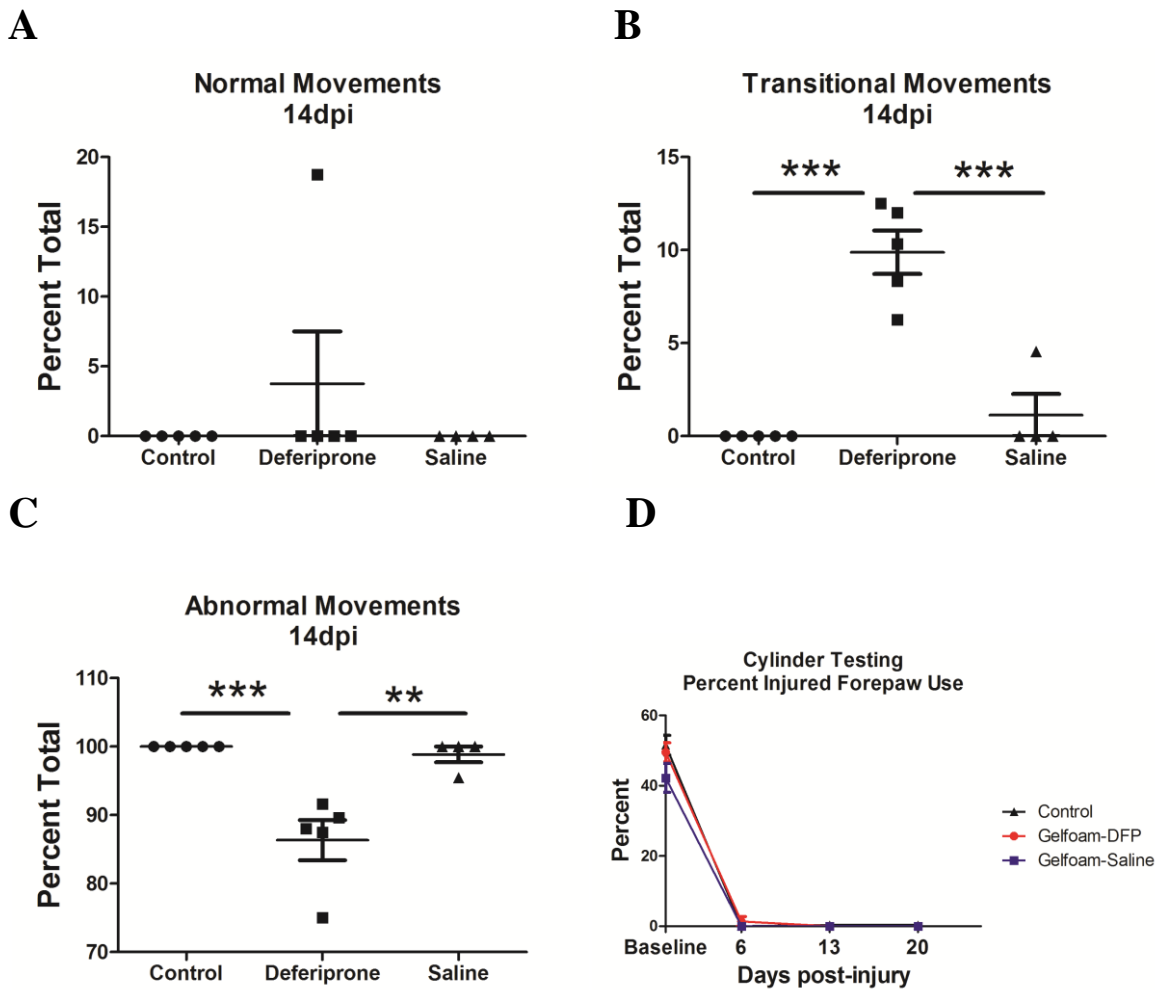 A
Normal Movements
14dpi
Percent Total
20
15
10
5
0
Control
Deferiprone
Saline
B
Transitional Movements
14dpi
Percent Total
15
10
5
0
***
***
Control
Deferiprone
Saline
C
Abnormal Movements
14dpi
Percent Total
110
100
90
80
70
***
**
Control
Deferiprone
Saline
D
Cylinder Testing
Percent Injured Forepaw Use
Percent
60
40
20
0
Baseline
6
13
20
Days post-injury
Control
Gelfoam-DFP
Gelfoam-Saline